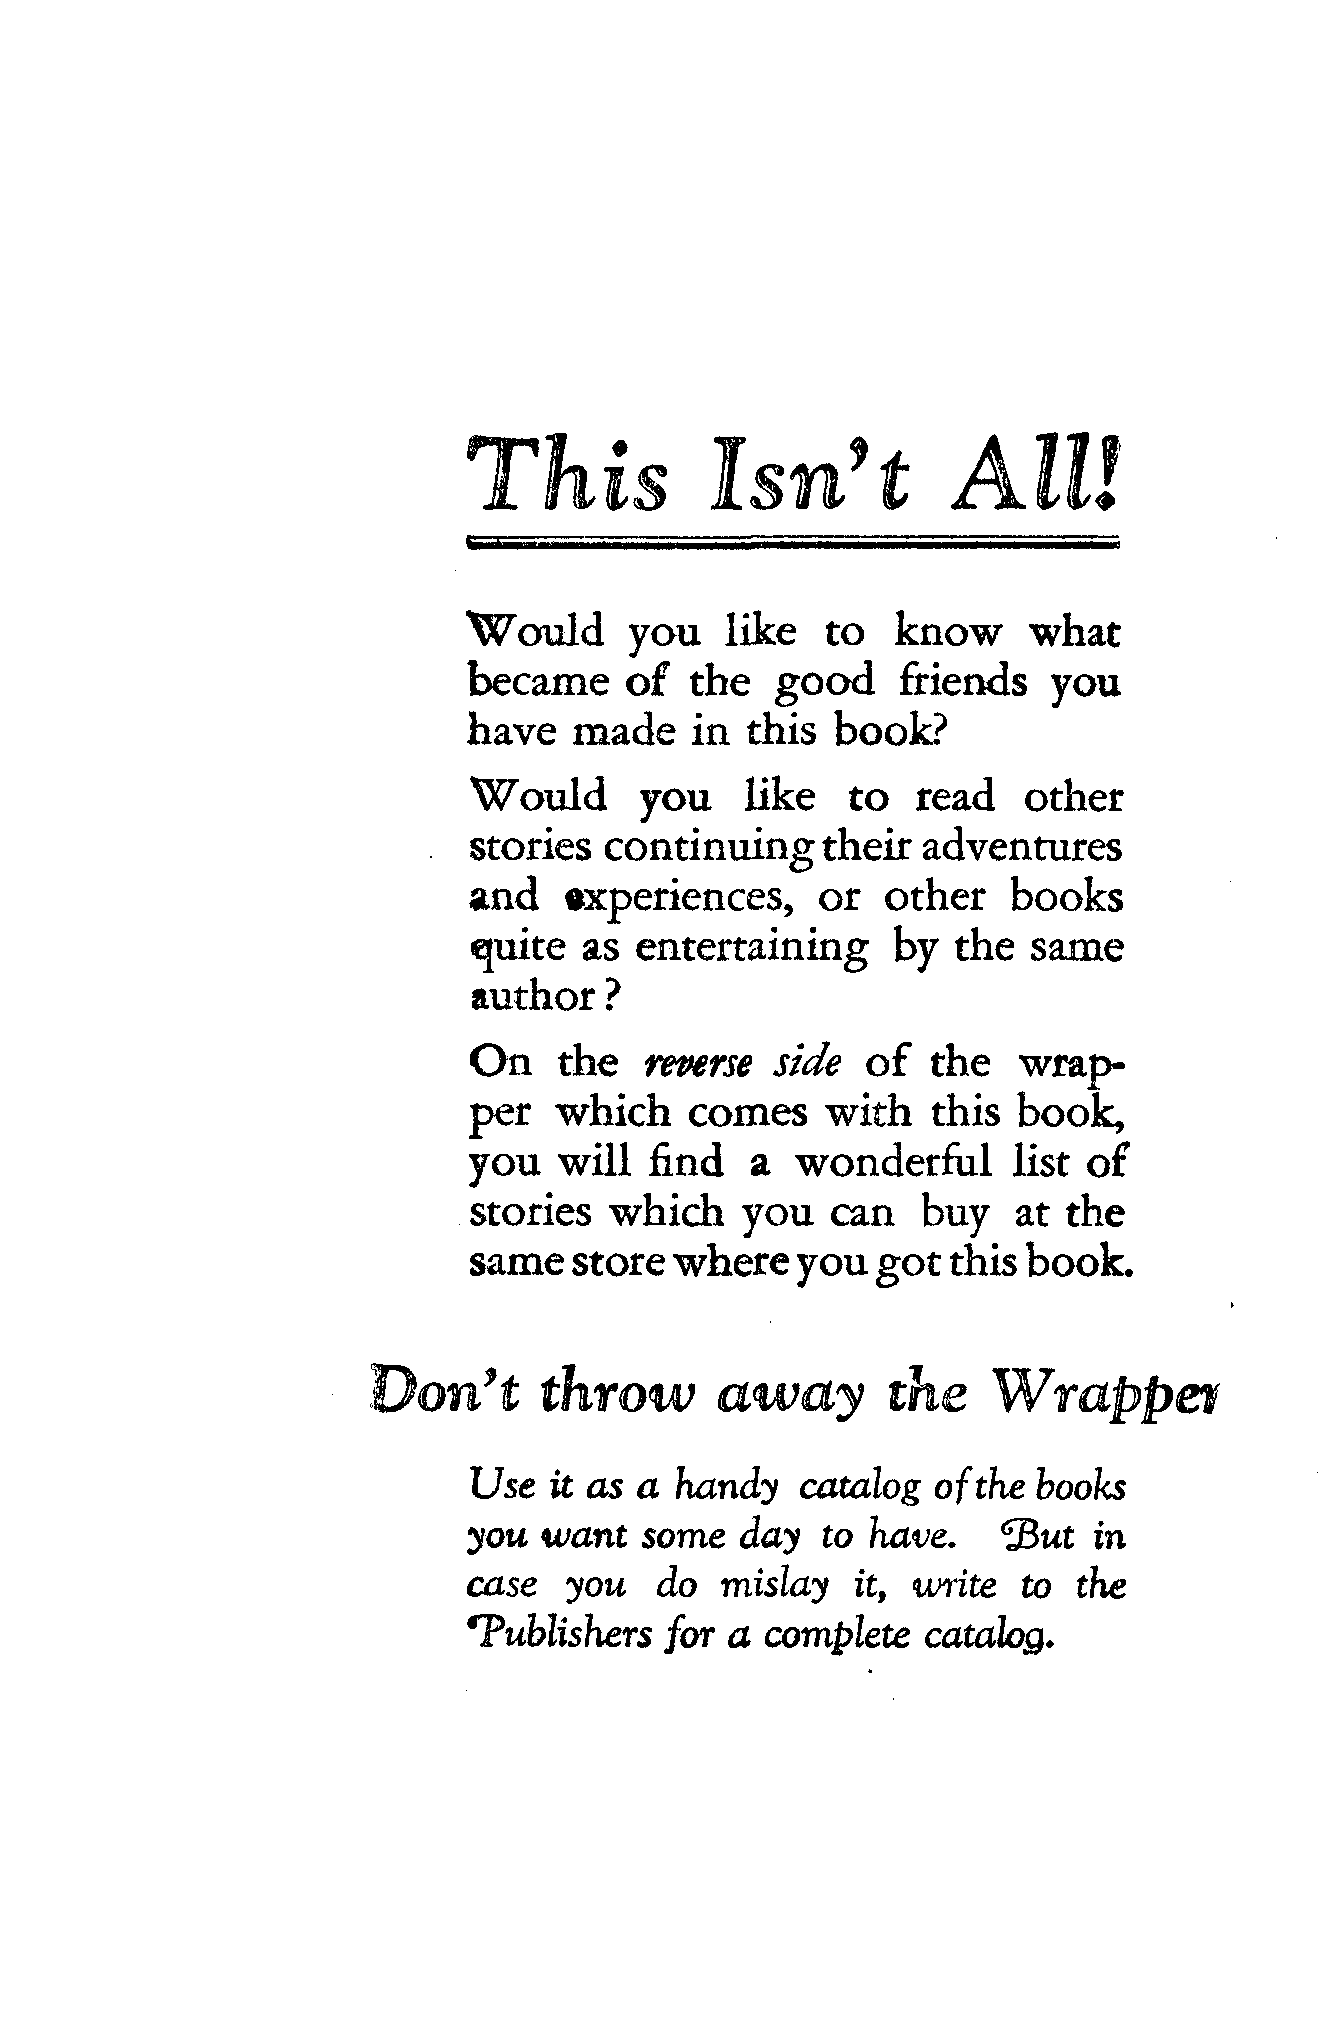 This Isn't All!
Would you like to know what
became of the good friends you
have made in this book?
Would you like to read other
stories continuing their adventures
and experiences, or other books
quite as entertaining by the same
author?
On the reverse side of the wrap-
per which comes with this book,
you will find a wonderful list of
stories which you can buy at the
same store where you got this book.
Don't throw away the Wrapper
Use it as a handy catalog of the books
you want some day to have. But in
case you do mislay it, write to the
Publishers for a complete catalog.